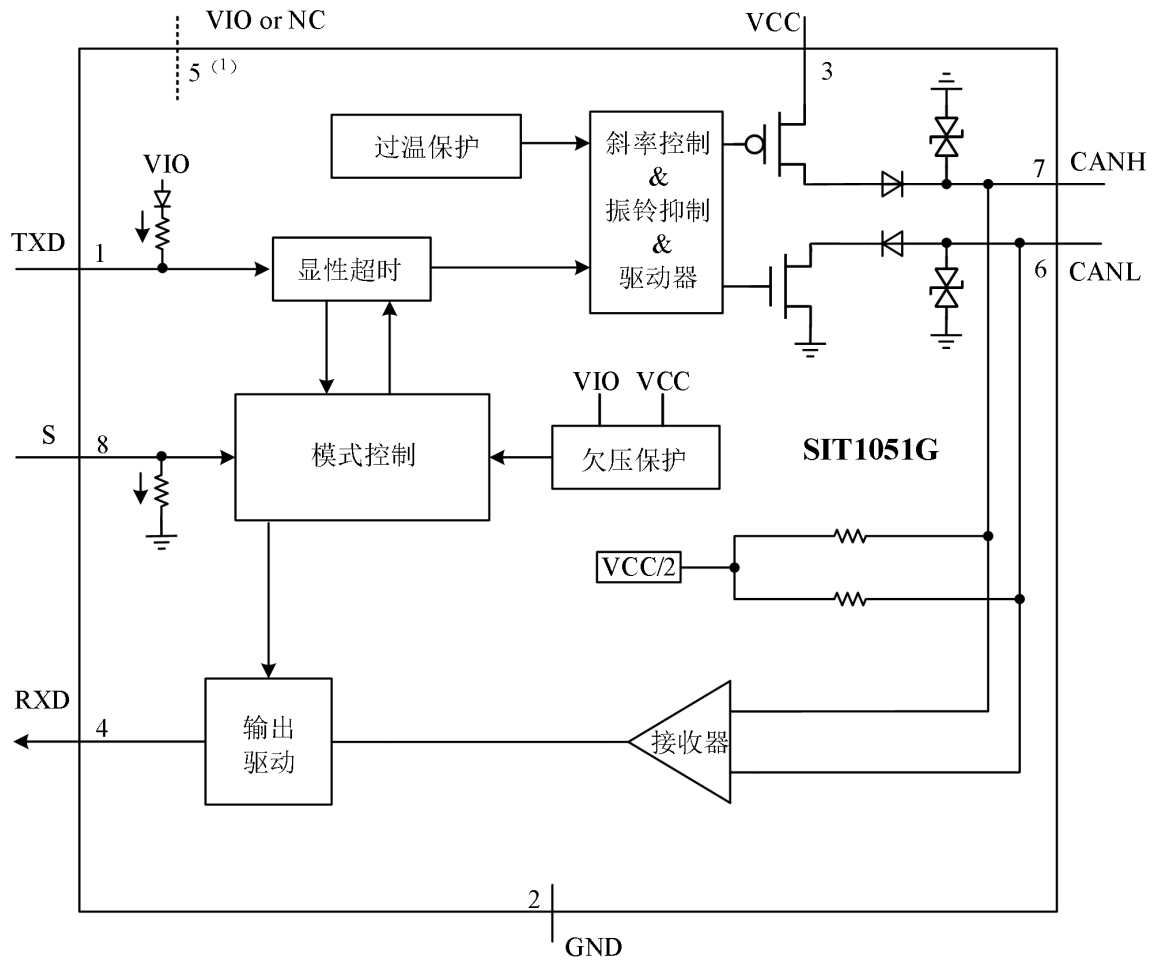 VIO or NC
VCC
5（1）
3
过温保护
斜率控制
&
振铃抑制
&
驱动器
VIO
7
CANH
TXD
1
显性超时
6
CANL
VIO
VCC
S
8
模式控制
欠压保护
SIT1051G
VCC/2
RXD
4
输出
驱动
接收器
2
GND